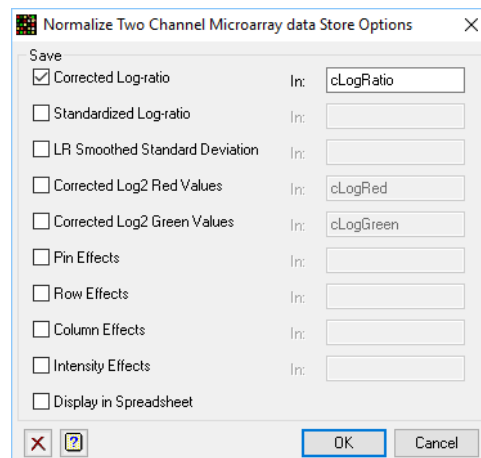 Normalize Two Channel Microarray data Store Options
Save
Corrected Log-ratio In: cLogRatio
Standardized Log-ratio In:
LR Smoothed Standard Deviation In:
Corrected Log2 Red Values In: cLogRed
Corrected Log2 Green Values In: cLogGreen
Pin Effects In:
Row Effects In:
Column Effects In:
Intensity Effects In:
Display in Spreadsheet
? OK Cancel